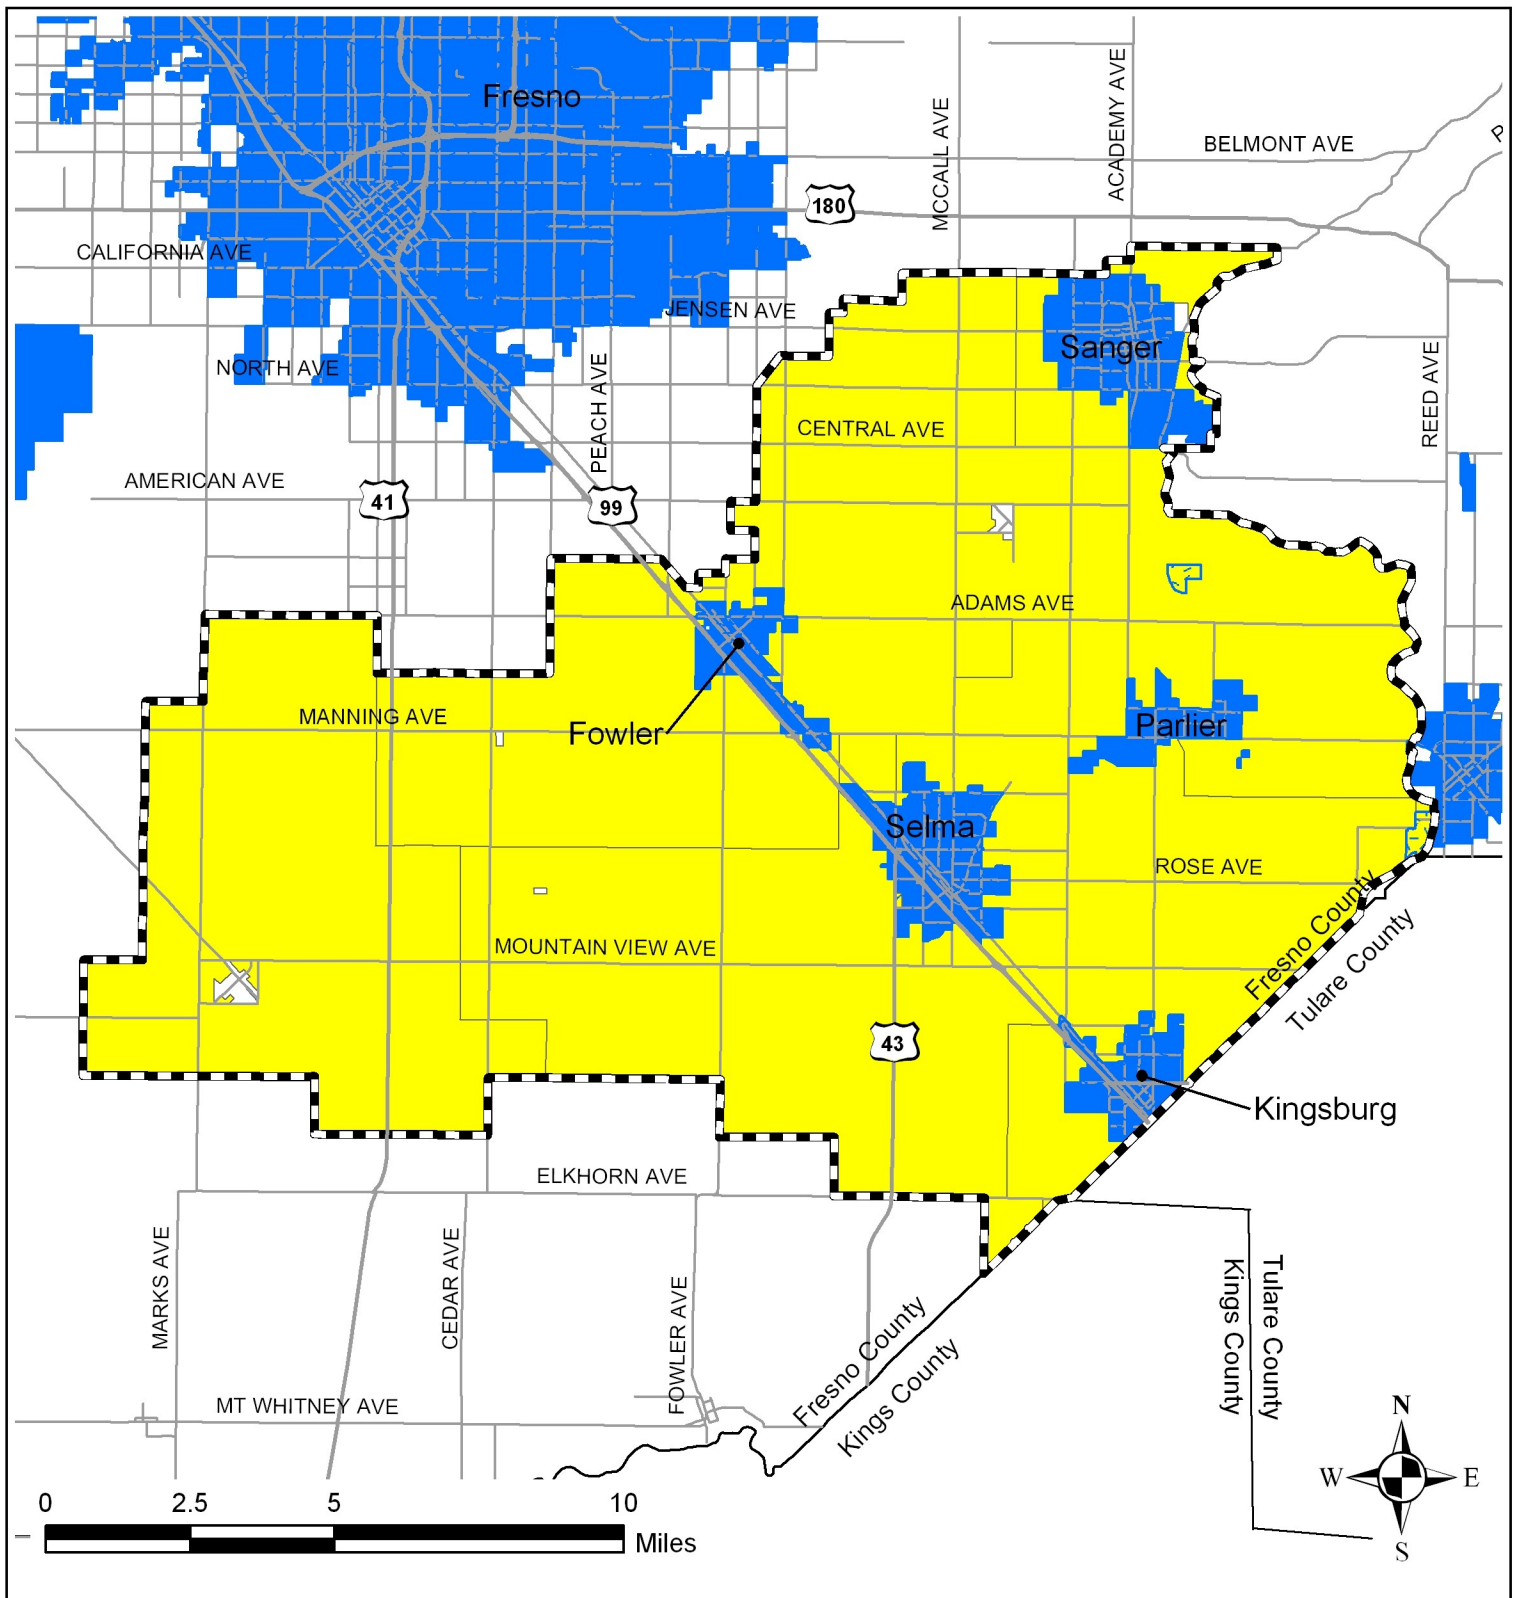 Fresno
BELMONT AVE
P
MCCALL AVE
ACADEMY AVE
180
CALIFORNIA AVE
JENSEN AVE
Sanger
NORTH AVE
PEACH AVE
REED AVE
CENTRAL AVE
AMERICAN AVE
41
99
ADAMS AVE
MANNING AVE
Fowler
Parlier
Selma
ROSE AVE
MOUNTAIN VIEW AVE
Fresno County
Tulare County
43
Kingsburg
ELKHORN AVE
MARKS AVE
CEDAR AVE
FOWLER AVE
Fresno County
Kings County
Kings County
Tulare County
MT WHITNEY AVE
N
W E
S
0 2.5 5 10
Miles